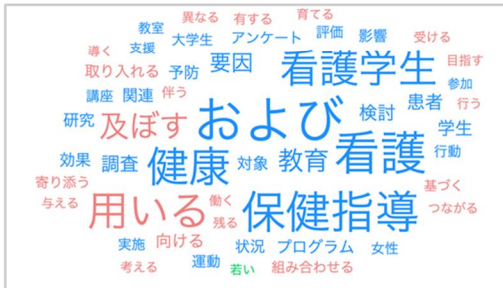 異なる 有する 育てる
教室 大学生 アンケート 評価 影響 受ける
導く 支援 要因 看護学生 目指す
取り入れる 予防 参加
講座 関連 伴う および 検討 患者 行う
研究 及ぼす 学生
効果 調査 健康 対象 教育 看護 行動
寄り添う 基づく
与える 用いる 働く 保健指導 つながる
残る
実施 向ける 状況 プログラム 女性
考える 運動 若い 組み合わせる